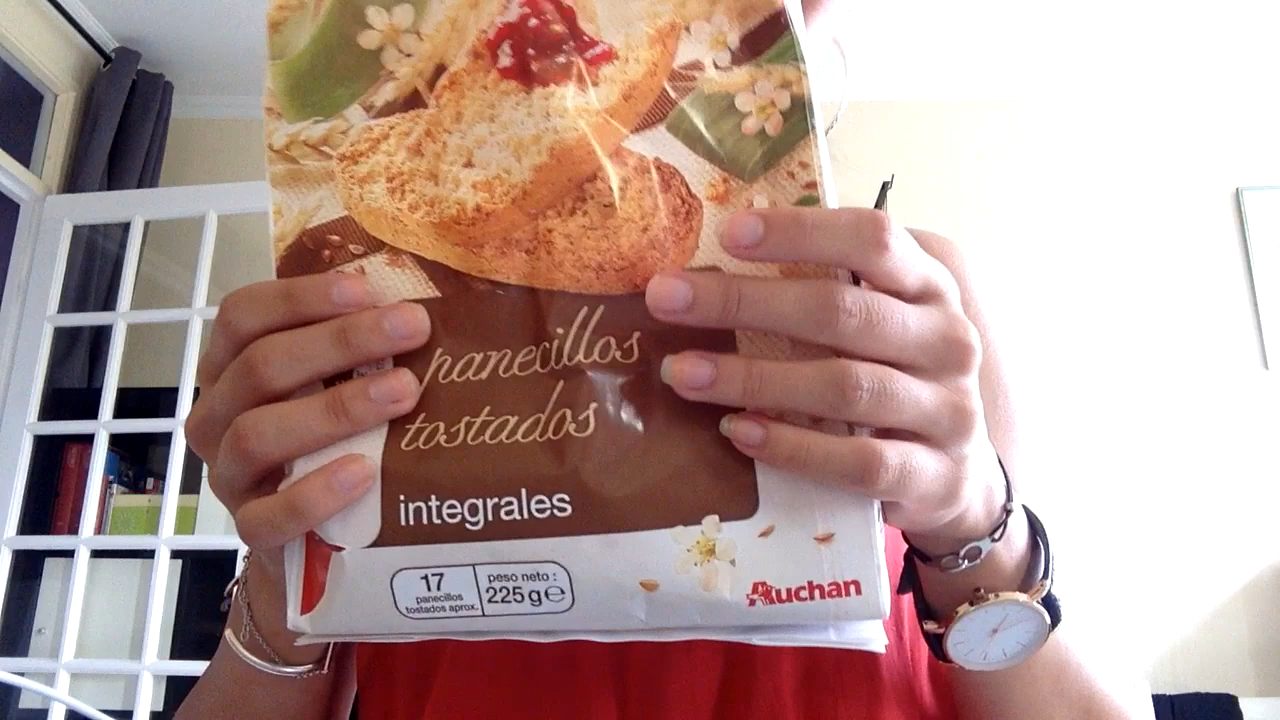 panecillos
tostados
integrales
17
panecillos
tostados aprox.
peso neto :
225 g ℮
Auchan